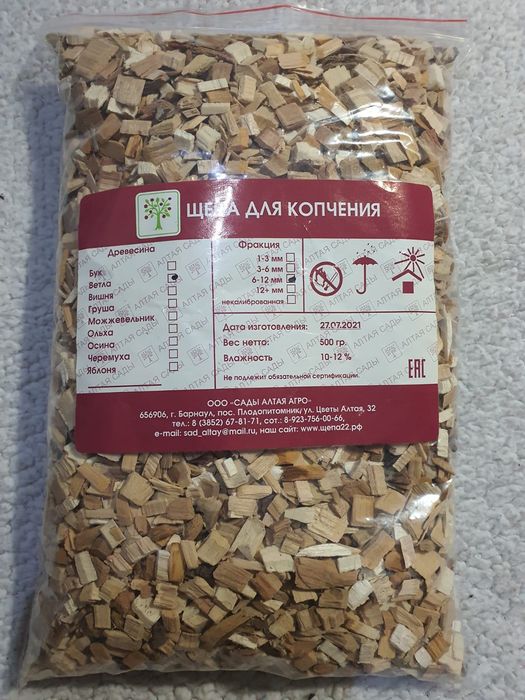 ЩЕПА ДЛЯ КОПЧЕНИЯ
Древесина
Бук
Ветла
Вишня
Груша
Можжевельник
Ольха
Осина
Черемуха
Яблоня
Фракция
1-3 мм
3-6 мм
6-12 мм
12+ мм
некалиброванная
Дата изготовления: 27.07.2021
Вес нетто: 500 гр.
Влажность 10-12 %
Не подлежит обязательной сертификации.
EAC
ООО «САДЫ АЛТАЯ АГРО»
656906, г. Барнаул, пос. Плодопитомник, ул. Цветы Алтая, 32
тел.: 8 (3852) 67-81-71, сот.: 8-923-756-00-66,
e-mail: sad_altay@mail.ru, наш сайт: www.щепа22.рф
САДЫ АЛТАЯ